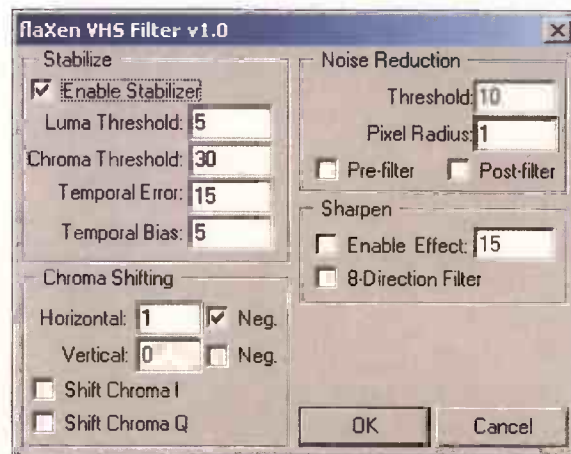 flaXen VHS Filter v1.0
Stabilize
Enable Stabilizer
Luma Threshold: 5
Chroma Threshold: 30
Temporal Error: 15
Temporal Bias: 5
Chroma Shifting
Horizontal: 1 Neg.
Vertical: 0 Neg.
Shift Chroma I
Shift Chroma Q
Noise Reduction
Threshold: 10
Pixel Radius: 1
Pre-filter Post-filter
Sharpen
Enable Effect: 15
8-Direction Filter
OK Cancel